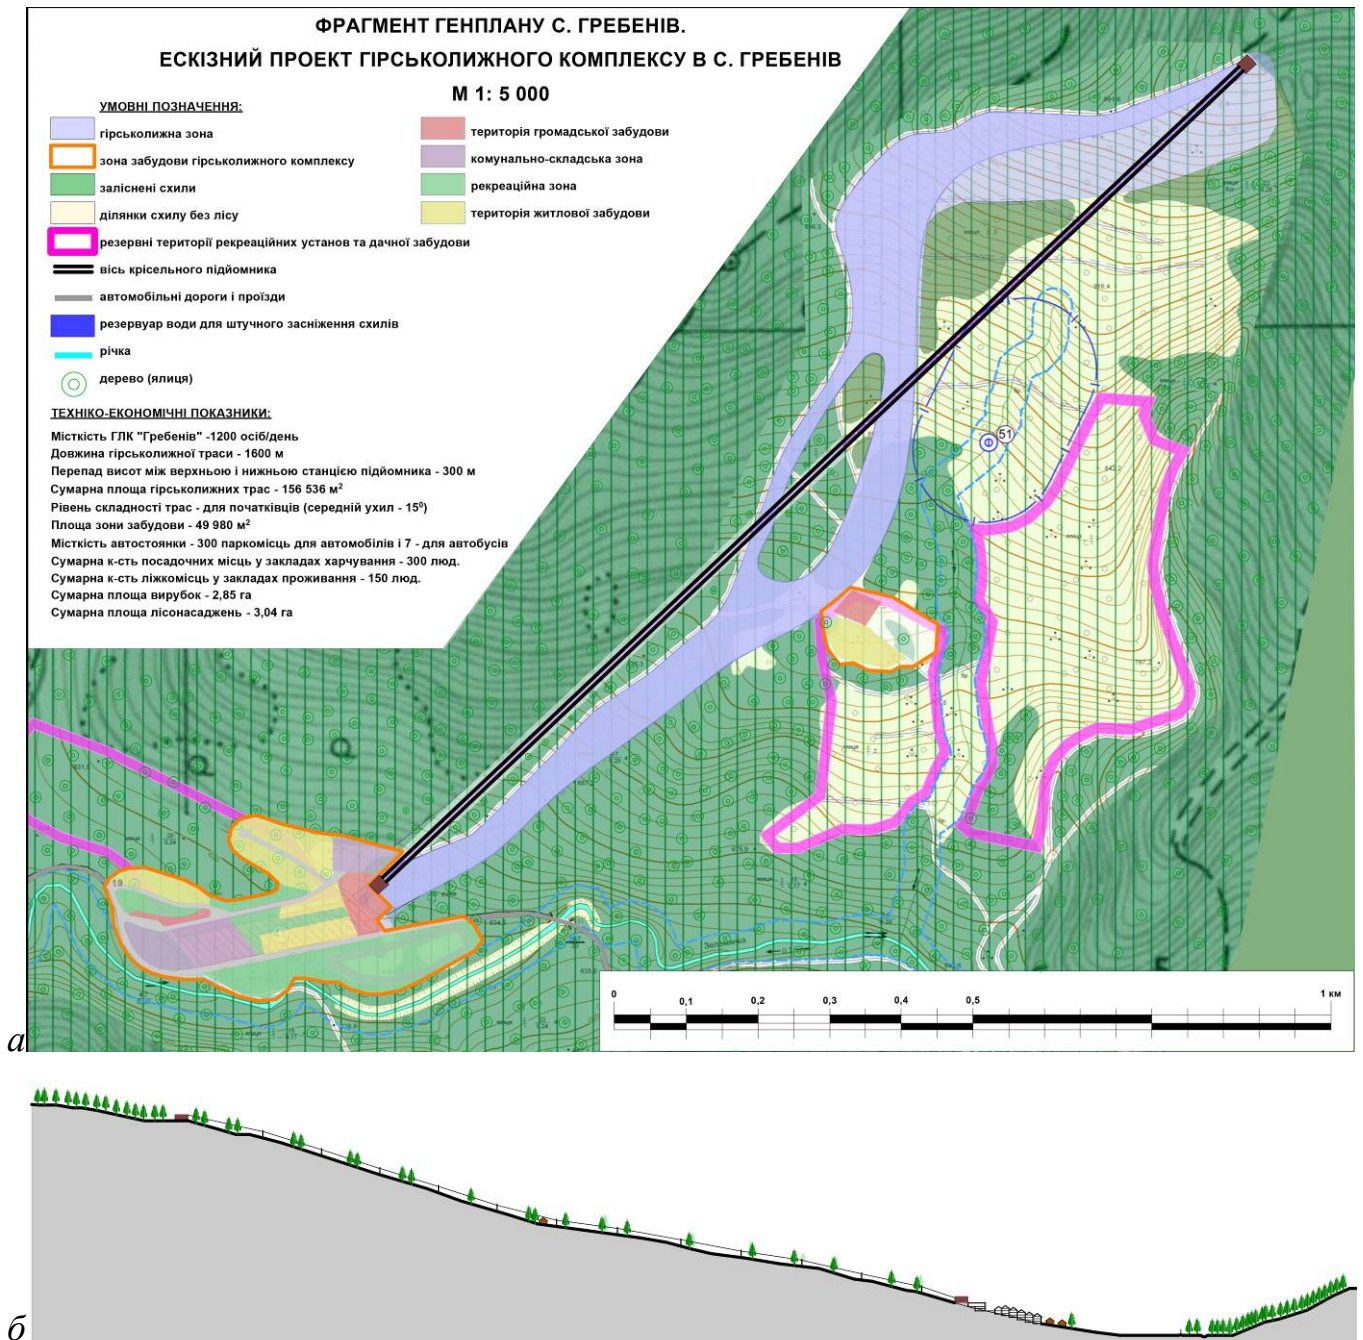 ФРАГМЕНТ ГЕНПЛАНУ С. ГРЕБЕНІВ.
ЕСКІЗНИЙ ПРОЕКТ ГІРСЬКОЛИЖНОГО КОМПЛЕКСУ В С. ГРЕБЕНІВ
М 1: 5 000
УМОВНІ ПОЗНАЧЕННЯ:
гірськолижна зона
зона забудови гірськолижного комплексу
заліснені схили
ділянки схилу без лісу
резервні території рекреаційних установ та дачної забудови
вісь крісельного підйомника
автомобільні дороги і проїзди
резервуар води для штучного засніження схилів
річка
дерево (ялиця)
територія громадської забудови
комунально-складська зона
рекреаційна зона
територія житлової забудови
ТЕХНІКО-ЕКОНОМІЧНІ ПОКАЗНИКИ:
Місткість ГЛК "Гребенів" -1200 осіб/день
Довжина гірськолижної траси - 1600 м
Перепад висот між верхньою і нижньою станцією підйомника - 300 м
Сумарна площа гірськолижних трас - 156 536 м²
Рівень складності трас - для початківців (середній ухил - 15⁰)
Площа зони забудови - 49 980 м²
Місткість автостоянки - 300 паркомісць для автомобілів і 7 - для автобусів
Сумарна к-сть посадочних місць у закладах харчування - 300 люд.
Сумарна к-сть ліжкомісць у закладах проживання - 150 люд.
Сумарна площа вирубок - 2,85 га
Сумарна площа лісонасаджень - 3,04 га
51
19
0 0,1 0,2 0,3 0,4 0,5 1 км
а
б